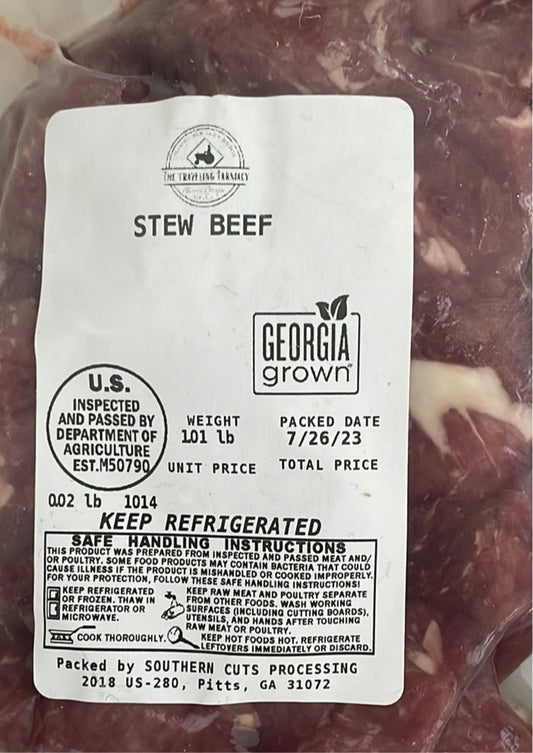 THE TRAVELING FARMACY
STEW BEEF
GEORGIA
grown
U.S.
INSPECTED
AND PASSED BY
DEPARTMENT OF
AGRICULTURE
EST.M50790
WEIGHT
1.01 lb
PACKED DATE
7/26/23
UNIT PRICE
TOTAL PRICE
0.02 lb 1014
KEEP REFRIGERATED
SAFE HANDLING INSTRUCTIONS
THIS PRODUCT WAS PREPARED FROM INSPECTED AND PASSED MEAT AND/
OR POULTRY. SOME FOOD PRODUCTS MAY CONTAIN BACTERIA THAT COULD
CAUSE ILLNESS IF THE PRODUCT IS MISHANDLED OR COOKED IMPROPERLY.
FOR YOUR PROTECTION, FOLLOW THESE SAFE HANDLING INSTRUCTIONS!
KEEP REFRIGERATED
OR FROZEN. THAW IN
REFRIGERATOR OR
MICROWAVE.
KEEP RAW MEAT AND POULTRY SEPARATE
FROM OTHER FOODS. WASH WORKING
SURFACES (INCLUDING CUTTING BOARDS),
UTENSILS, AND HANDS AFTER TOUCHING
RAW MEAT OR POULTRY.
COOK THOROUGHLY.
KEEP HOT FOODS HOT. REFRIGERATE
LEFTOVERS IMMEDIATELY OR DISCARD.
Packed by SOUTHERN CUTS PROCESSING
2018 US-280, Pitts, GA 31072